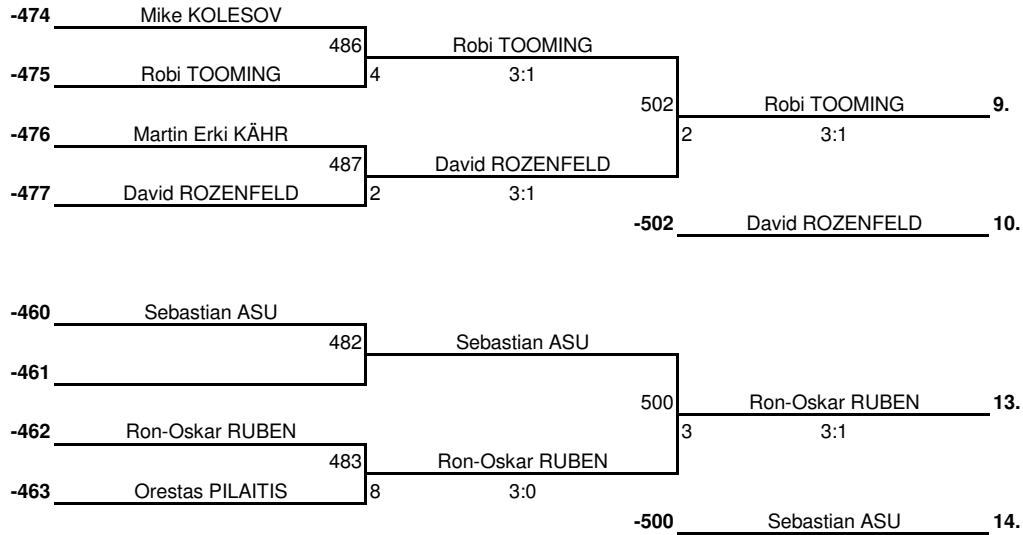 -474 Mike KOLESOV
486 Robi TOOMING
-475 Robi TOOMING 4 3:1
502 Robi TOOMING 9.
-476 Martin Erki KÄHR 2 3:1
487 David ROZENFELD
-477 David ROZENFELD 2 3:1
-502 David ROZENFELD 10.
-460 Sebastian ASU
482 Sebastian ASU
-461
500 Ron-Oskar RUBEN 13.
-462 Ron-Oskar RUBEN 3 3:1
483 Ron-Oskar RUBEN
-463 Orestas PILAITIS 8 3:0
-500 Sebastian ASU 14.